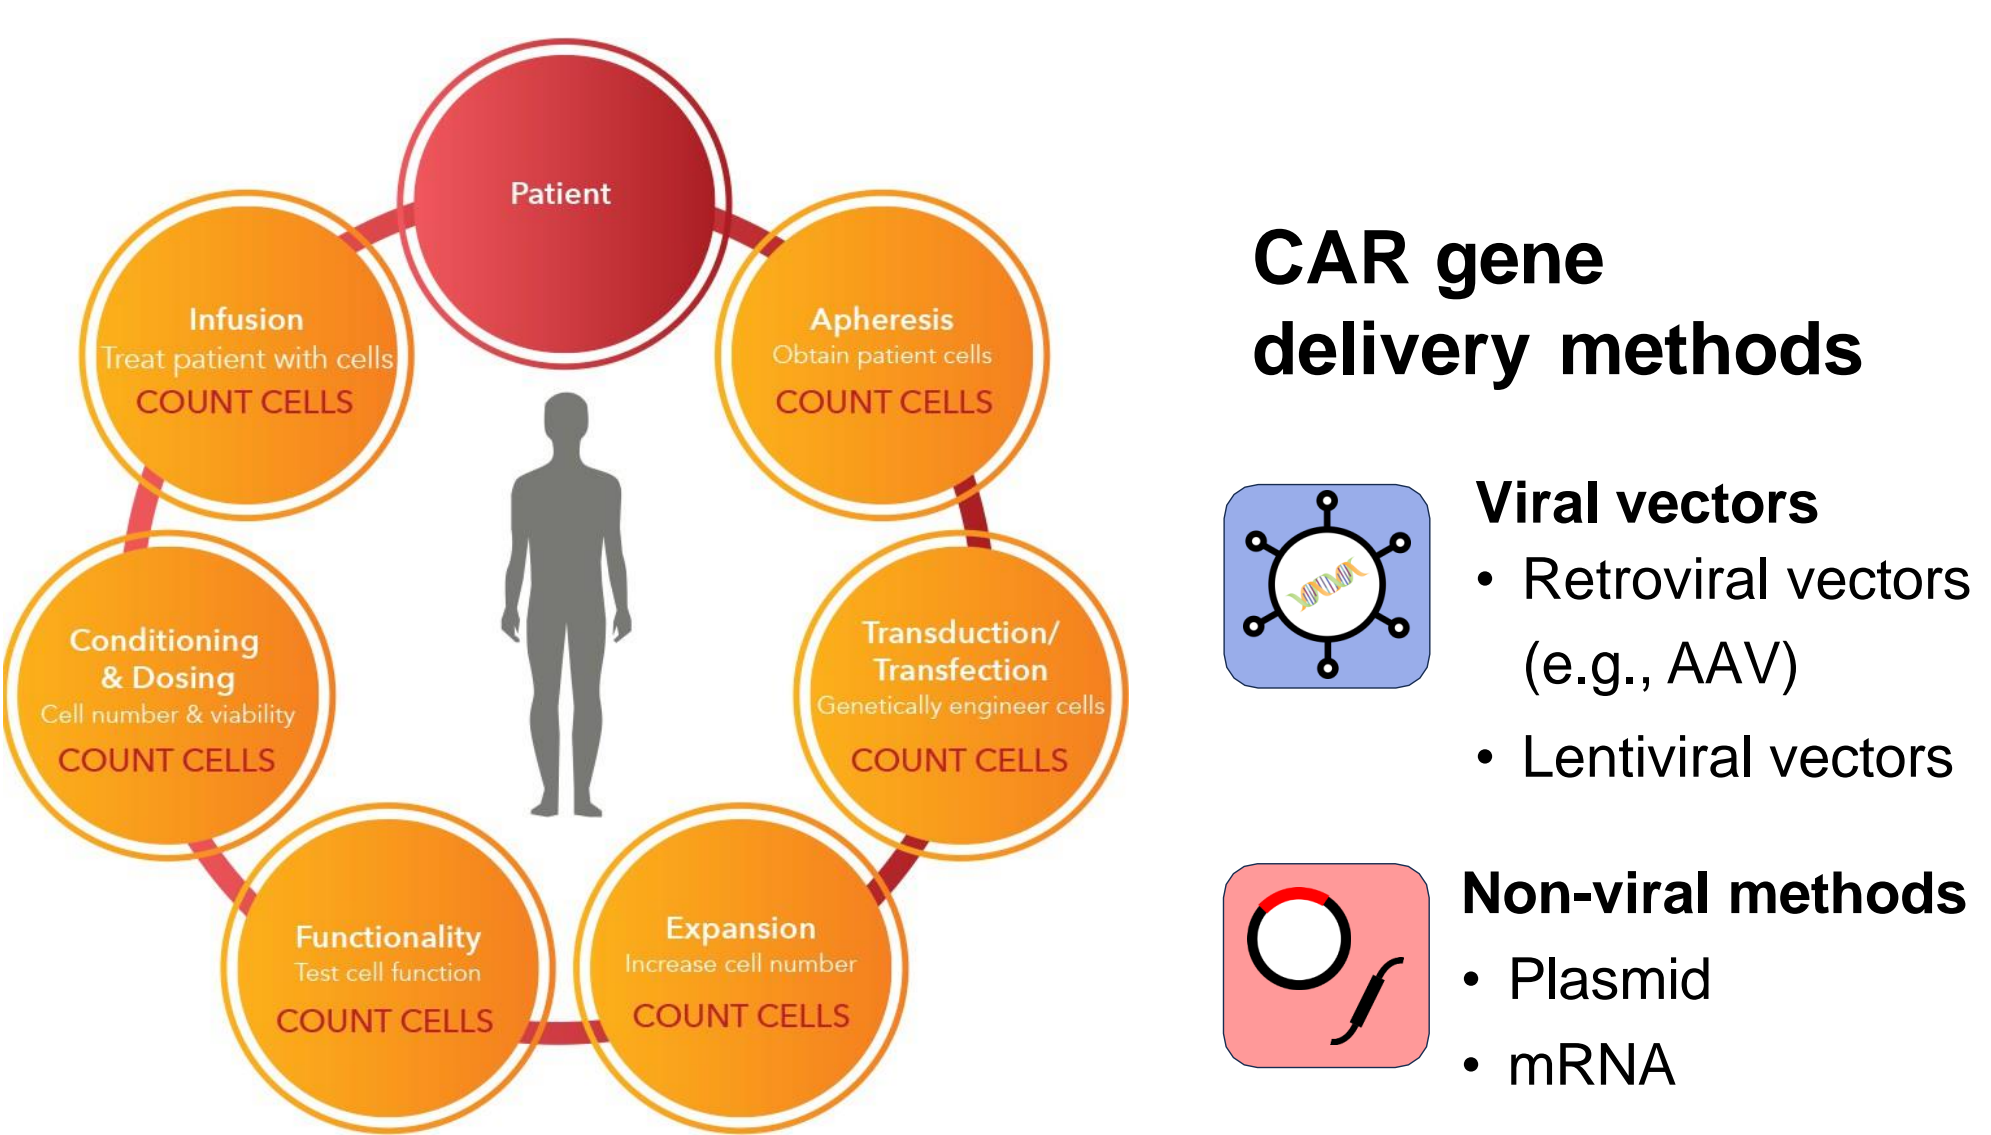 Patient
Apheresis
Obtain patient cells
COUNT CELLS
Transduction/
Transfection
Genetically engineer cells
COUNT CELLS
Expansion
Increase cell number
COUNT CELLS
Functionality
Test cell function
COUNT CELLS
Conditioning
& Dosing
Cell number & viability
COUNT CELLS
Infusion
Treat patient with cells
COUNT CELLS
CAR gene
delivery methods
Viral vectors
• Retroviral vectors
(e.g., AAV)
• Lentiviral vectors
Non-viral methods
• Plasmid
• mRNA